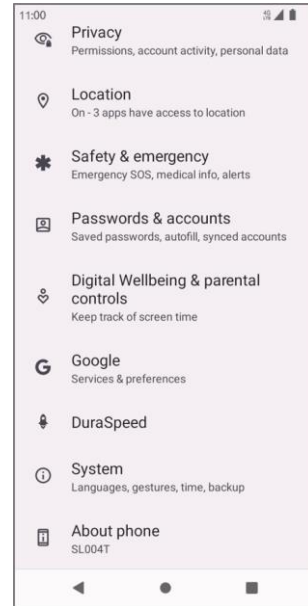 11:00
Privacy
Permissions, account activity, personal data
Location
On - 3 apps have access to location
Safety & emergency
Emergency SOS, medical info, alerts
Passwords & accounts
Saved passwords, autofill, synced accounts
Digital Wellbeing & parental
controls
Keep track of screen time
Google
Services & preferences
DuraSpeed
System
Languages, gestures, time, backup
About phone
SL004T